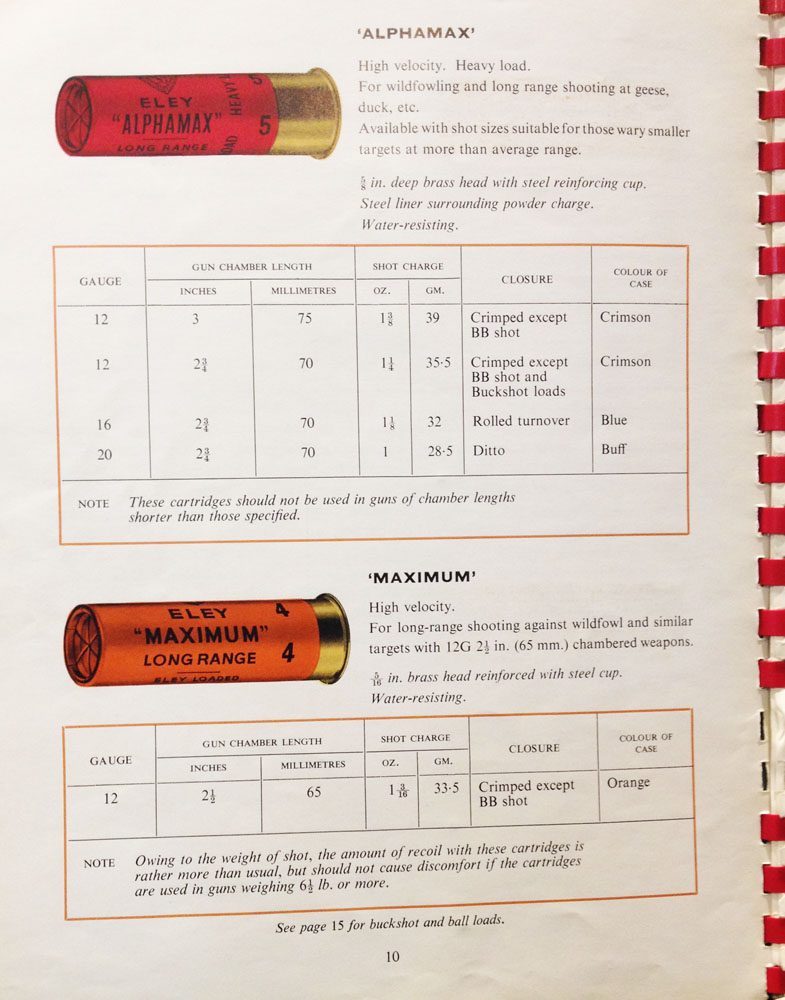 'ALPHAMAX'
High velocity. Heavy load.
For wildfowling and long range shooting at geese,
duck, etc.
Available with shot sizes suitable for those wary smaller
targets at more than average range.
⅝ in. deep brass head with steel reinforcing cup.
Steel liner surrounding powder charge.
Water-resisting.
ELEY
"ALPHAMAX"
LONG RANGE
HEAVY
LOAD
5
GAUGE GUN CHAMBER LENGTH SHOT CHARGE CLOSURE COLOUR OF CASE
INCHES MILLIMETRES OZ. GM.
12 3 75 1⅜ 39 Crimped except Crimson
BB shot
12 2¾ 70 1¼ 35·5 Crimped except Crimson
BB shot and
Buckshot loads
16 2¾ 70 1⅛ 32 Rolled turnover Blue
20 2¾ 70 1 28·5 Ditto Buff
NOTE These cartridges should not be used in guns of chamber lengths
shorter than those specified.
'MAXIMUM'
High velocity.
For long-range shooting against wildfowl and similar
targets with 12G 2½ in. (65 mm.) chambered weapons.
5/16 in. brass head reinforced with steel cup.
Water-resisting.
ELEY 4
"MAXIMUM"
LONG RANGE 4
ELEY LOADED
GAUGE GUN CHAMBER LENGTH SHOT CHARGE CLOSURE COLOUR OF CASE
INCHES MILLIMETRES OZ. GM.
12 2½ 65 1 3/16 33·5 Crimped except Orange
BB shot
NOTE Owing to the weight of shot, the amount of recoil with these cartridges is
rather more than usual, but should not cause discomfort if the cartridges
are used in guns weighing 6½ lb. or more.
See page 15 for buckshot and ball loads.
10